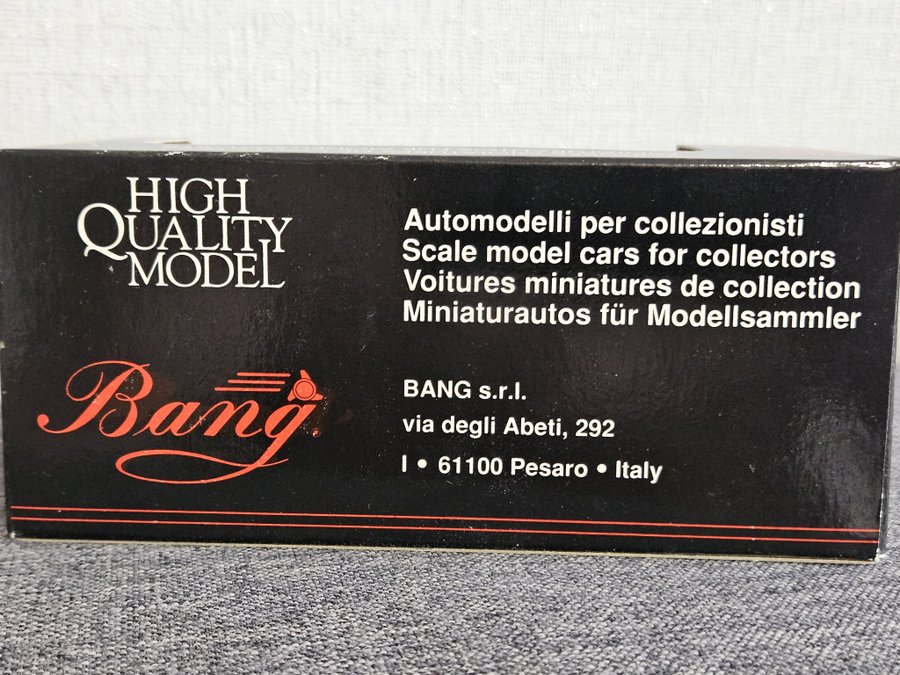 HIGH
QUALITY
MODEL
Bang
Automodelli per collezionisti
Scale model cars for collectors
Voitures miniatures de collection
Miniaturautos für Modellsammler
BANG s.r.l.
via degli Abeti, 292
I • 61100 Pesaro • Italy